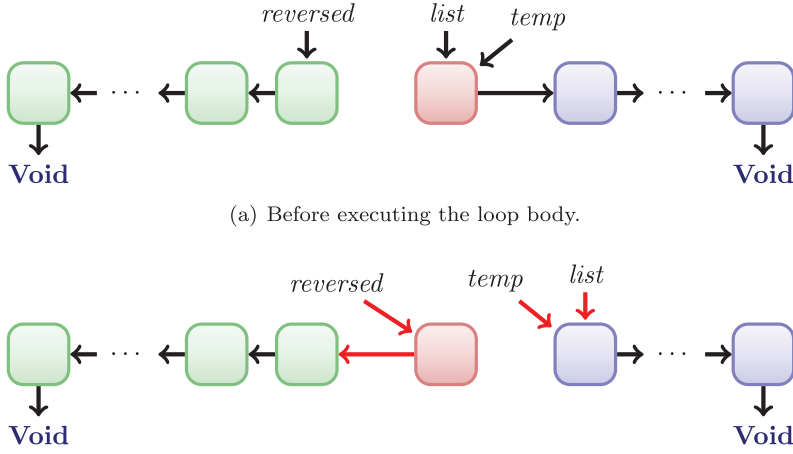 reversed list temp
· · · · · ·
Void Void
(a) Before executing the loop body.
reversed temp list
· · · · · ·
Void Void